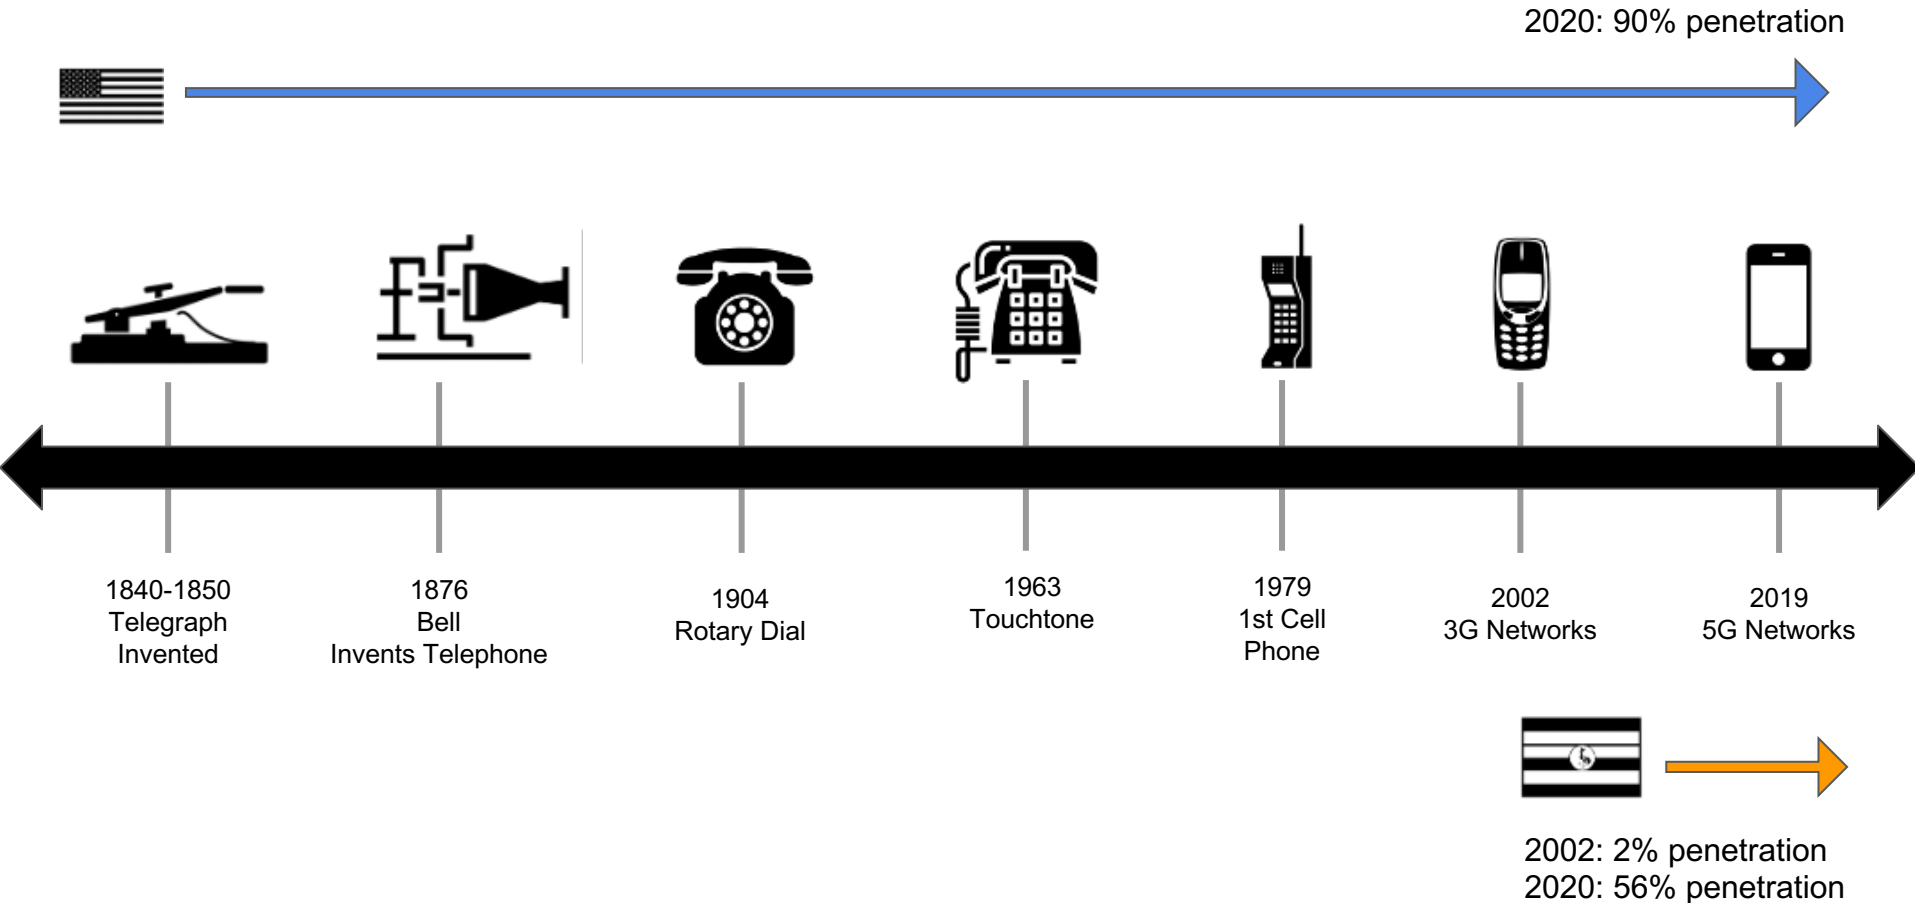 2020: 90% penetration
1840-1850
Telegraph
Invented
1876
Bell
Invents Telephone
1904
Rotary Dial
1963
Touchtone
1979
1st Cell
Phone
2002
3G Networks
2019
5G Networks
2002: 2% penetration
2020: 56% penetration